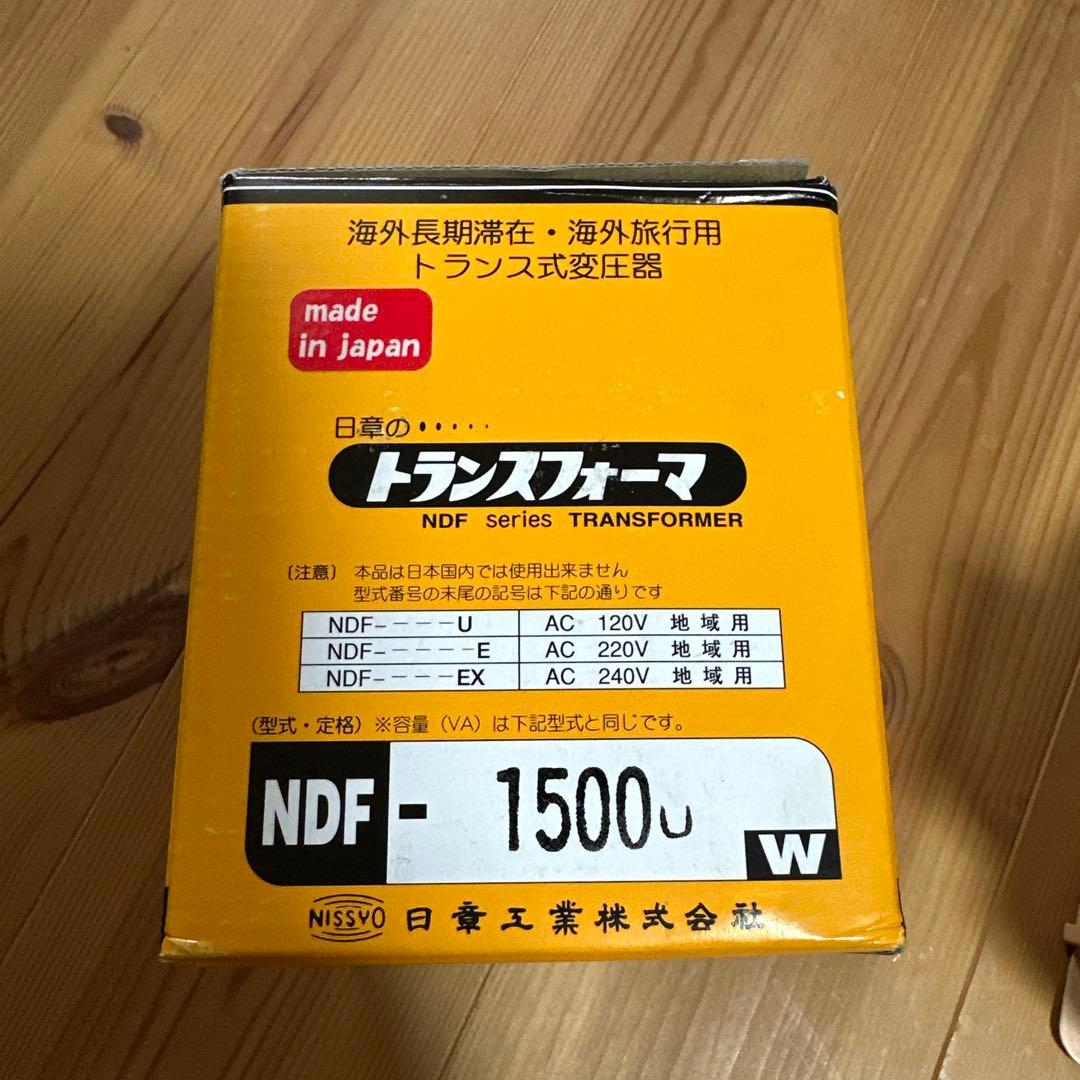 海外長期滞在・海外旅行用
トランス式変圧器
made
in japan
日章の・・・・・
トランスフォーマ
NDF series TRANSFORMER
〔注意〕 本品は日本国内では使用出来ません
型式番号の末尾の記号は下記の通りです
NDF-----U AC 120V 地域用
NDF------E AC 220V 地域用
NDF-----EX AC 240V 地域用
(型式・定格) ※容量(VA)は下記型式と同じです。
NDF - 1500U
W
NISSYO 日章工業株式会社